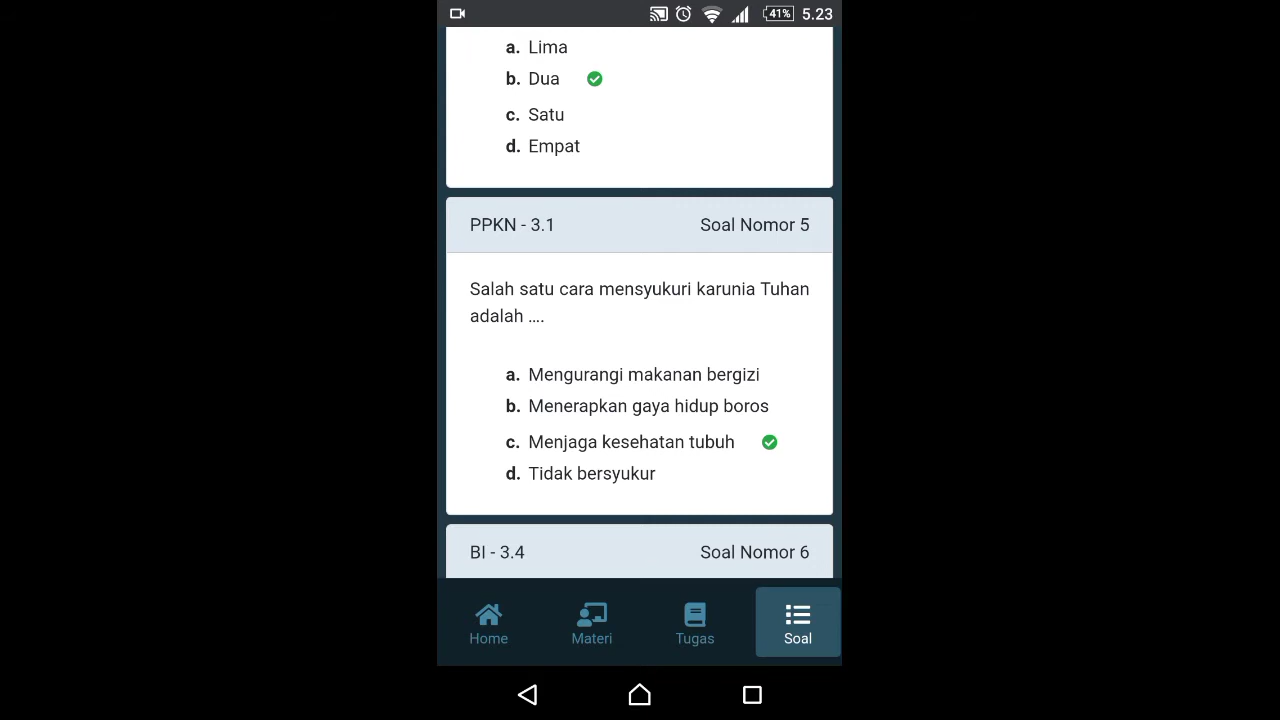 41% 5.23
a. Lima
b. Dua
c. Satu
d. Empat
PPKN - 3.1 Soal Nomor 5
Salah satu cara mensyukuri karunia Tuhan
adalah ....
a. Mengurangi makanan bergizi
b. Menerapkan gaya hidup boros
c. Menjaga kesehatan tubuh
d. Tidak bersyukur
BI - 3.4 Soal Nomor 6
Home Materi Tugas Soal